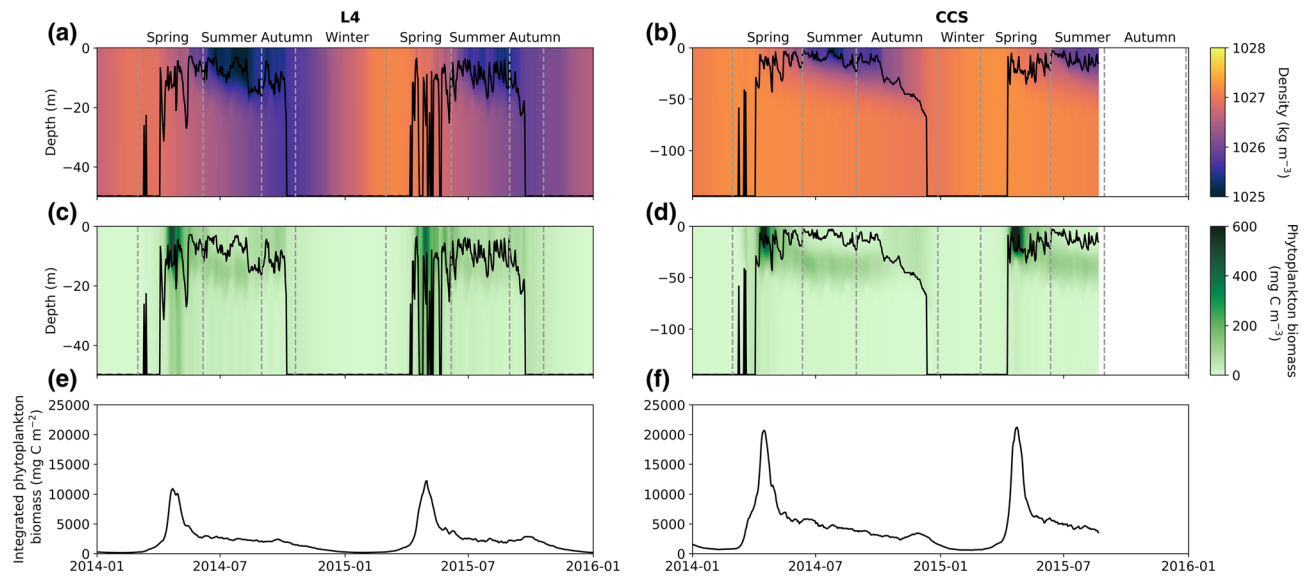 L4
CCS
(a)
Spring Summer Autumn Winter Spring Summer Autumn
(b)
Spring Summer Autumn Winter Spring Summer Autumn
0
−20
−40
Depth (m)
0
−50
−100
1028
1027
1026
1025
Density (kg m⁻³)
(c)
(d)
0
−20
−40
Depth (m)
0
−50
−100
600
400
200
0
Phytoplankton biomass
(mg C m⁻³)
(e)
(f)
Integrated phytoplankton
biomass (mg C m⁻²)
25000
20000
15000
10000
5000
0
2014-01 2014-07 2015-01 2015-07 2016-01
25000
20000
15000
10000
5000
0
2014-01 2014-07 2015-01 2015-07 2016-01